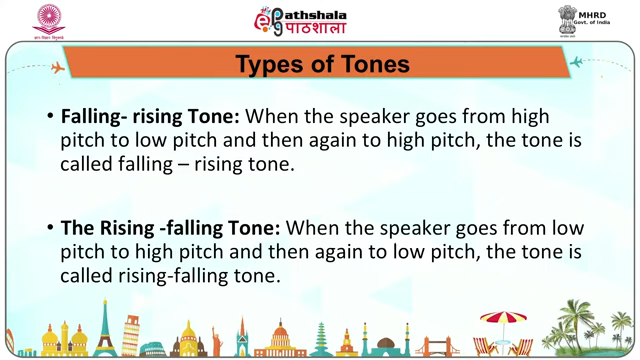 ePathshala
पाठशाला
MHRD
Govt. of India
Types of Tones
• Falling- rising Tone: When the speaker goes from high
pitch to low pitch and then again to high pitch, the tone is
called falling – rising tone.
• The Rising -falling Tone: When the speaker goes from low
pitch to high pitch and then again to low pitch, the tone is
called rising-falling tone.